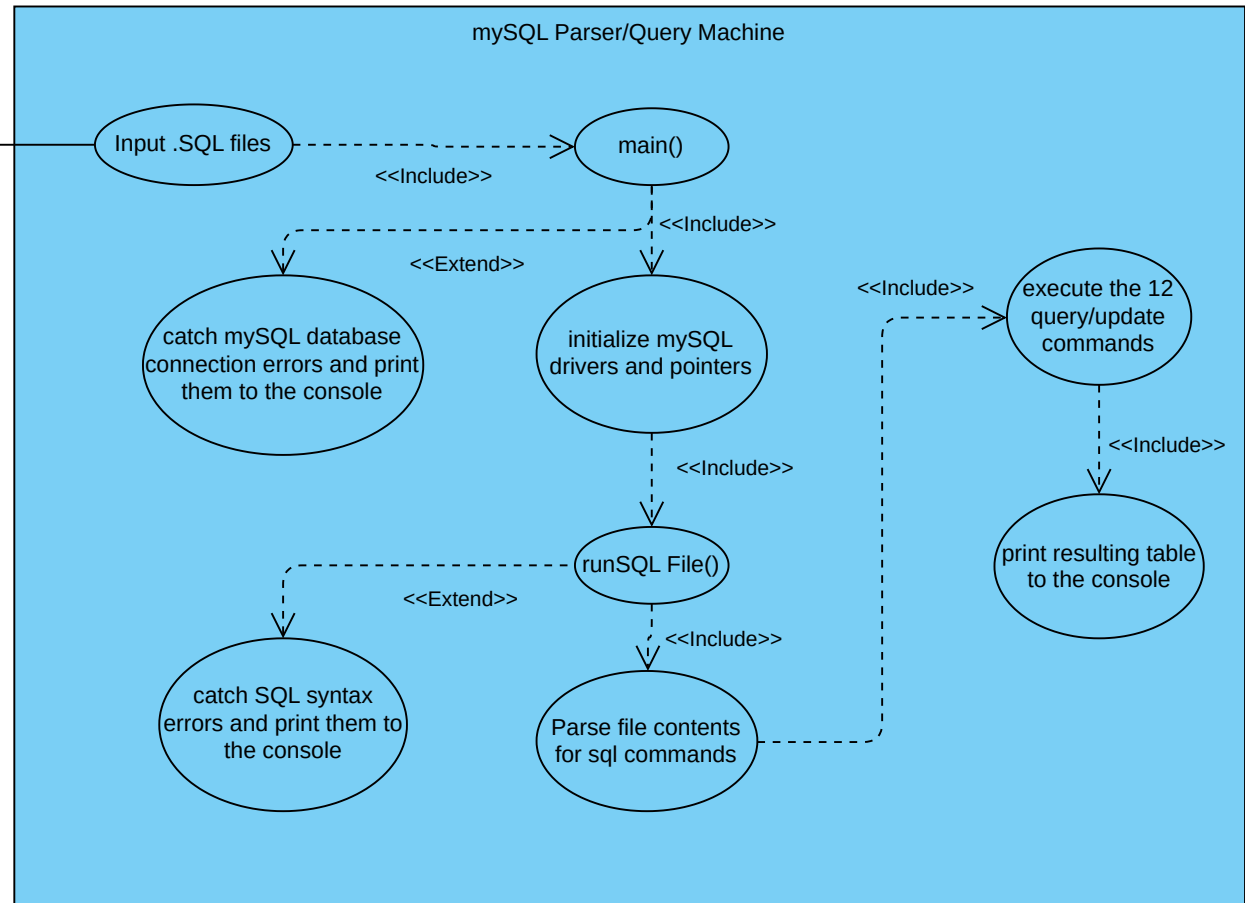 mySQL Parser/Query Machine
Input .SQL files
<<Include>>
main()
<<Include>>
<<Extend>>
catch mySQL database
connection errors and print
them to the console
initialize mySQL
drivers and pointers
<<Include>>
execute the 12
query/update
commands
<<Include>>
<<Include>>
print resulting table
to the console
runSQL File()
<<Extend>>
<<Include>>
catch SQL syntax
errors and print them to
the console
Parse file contents
for sql commands